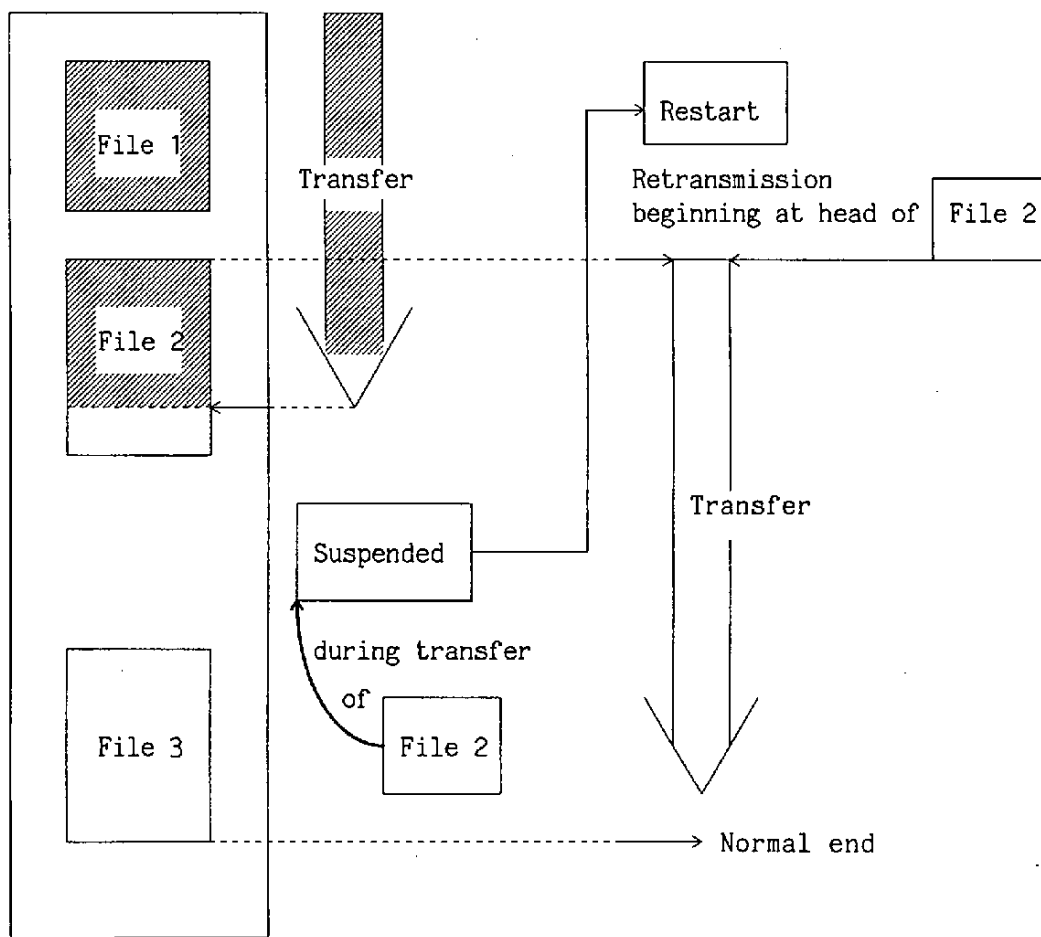 File 1
Transfer
Restart
Retransmission
beginning at head of
File 2
File 2
Transfer
Suspended
during transfer
of
File 2
File 3
Normal end